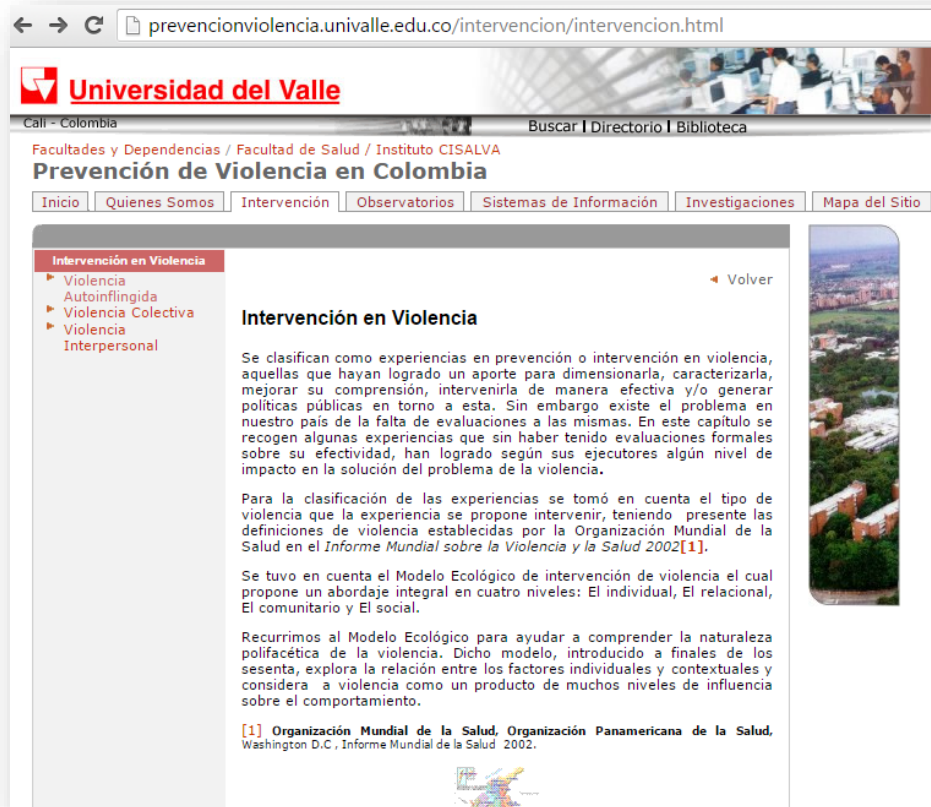 prevencionviolencia.univalle.edu.co/intervencion/intervencion.html
Universidad del Valle
Cali - Colombia
Buscar | Directorio | Biblioteca
Facultades y Dependencias / Facultad de Salud / Instituto CISALVA
Prevención de Violencia en Colombia
Inicio Quienes Somos Intervención Observatorios Sistemas de Información Investigaciones Mapa del Sitio
Intervención en Violencia
Violencia
Autoinflingida
Violencia Colectiva
Violencia
Interpersonal
Volver
Intervención en Violencia
Se clasifican como experiencias en prevención o intervención en violencia,
aquellas que hayan logrado un aporte para dimensionarla, caracterizarla,
mejorar su comprensión, intervenirla de manera efectiva y/o generar
políticas públicas en torno a esta. Sin embargo existe el problema en
nuestro país de la falta de evaluaciones a las mismas. En este capítulo se
recogen algunas experiencias que sin haber tenido evaluaciones formales
sobre su efectividad, han logrado según sus ejecutores algún nivel de
impacto en la solución del problema de la violencia.
Para la clasificación de las experiencias se tomó en cuenta el tipo de
violencia que la experiencia se propone intervenir, teniendo presente las
definiciones de violencia establecidas por la Organización Mundial de la
Salud en el Informe Mundial sobre la Violencia y la Salud 2002[1].
Se tuvo en cuenta el Modelo Ecológico de intervención de violencia el cual
propone un abordaje integral en cuatro niveles: El individual, El relacional,
El comunitario y El social.
Recurrimos al Modelo Ecológico para ayudar a comprender la naturaleza
polifacética de la violencia. Dicho modelo, introducido a finales de los
sesenta, explora la relación entre los factores individuales y contextuales y
considera a violencia como un producto de muchos niveles de influencia
sobre el comportamiento.
[1] Organización Mundial de la Salud, Organización Panamericana de la Salud,
Washington D.C , Informe Mundial de la Salud 2002.